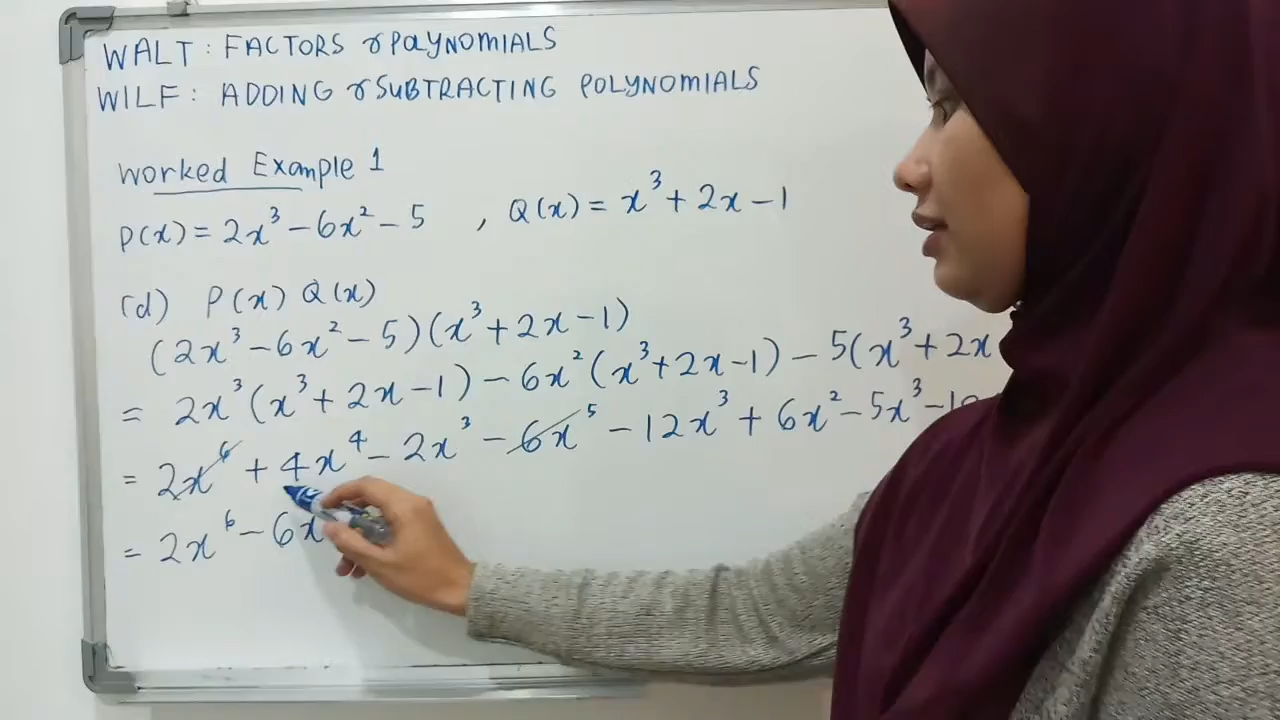 WALT: FACTORS & POLYNOMIALS
WILF: ADDING & SUBTRACTING POLYNOMIALS
Worked Example 1
P(x) = 2x³ - 6x² - 5 , Q(x) = x³ + 2x - 1
(d) P(x) Q(x)
(2x³ - 6x² - 5)(x³ + 2x - 1)
= 2x³(x³ + 2x - 1) - 6x²(x³ + 2x - 1) - 5(x³ + 2x
= 2x⁶ + 4x⁴ - 2x³ - 6x⁵ - 12x³ + 6x² - 5x³ - 10
= 2x⁶ - 6x